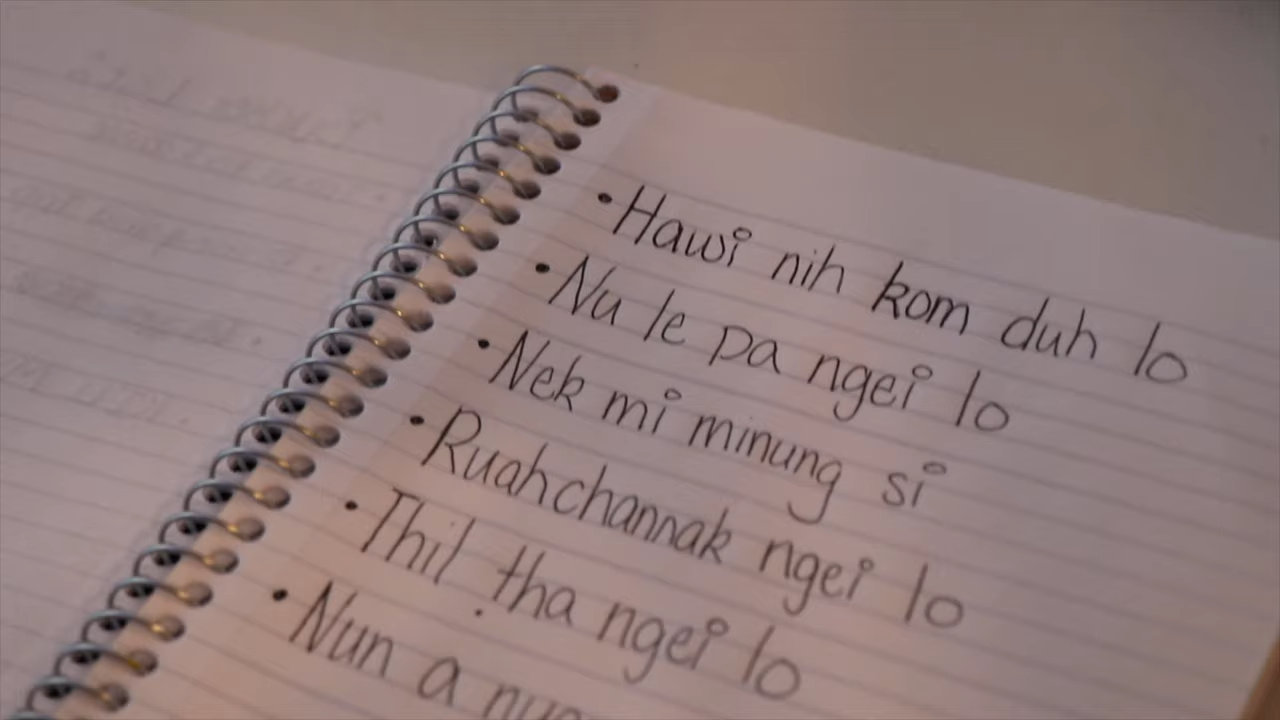 • Hawi nih kom duh lo
• Nu le pa ngei lo
• Nek mi minung si
• Ruahchannak ngei lo
• Thil ṭha ngei lo
• Nun a